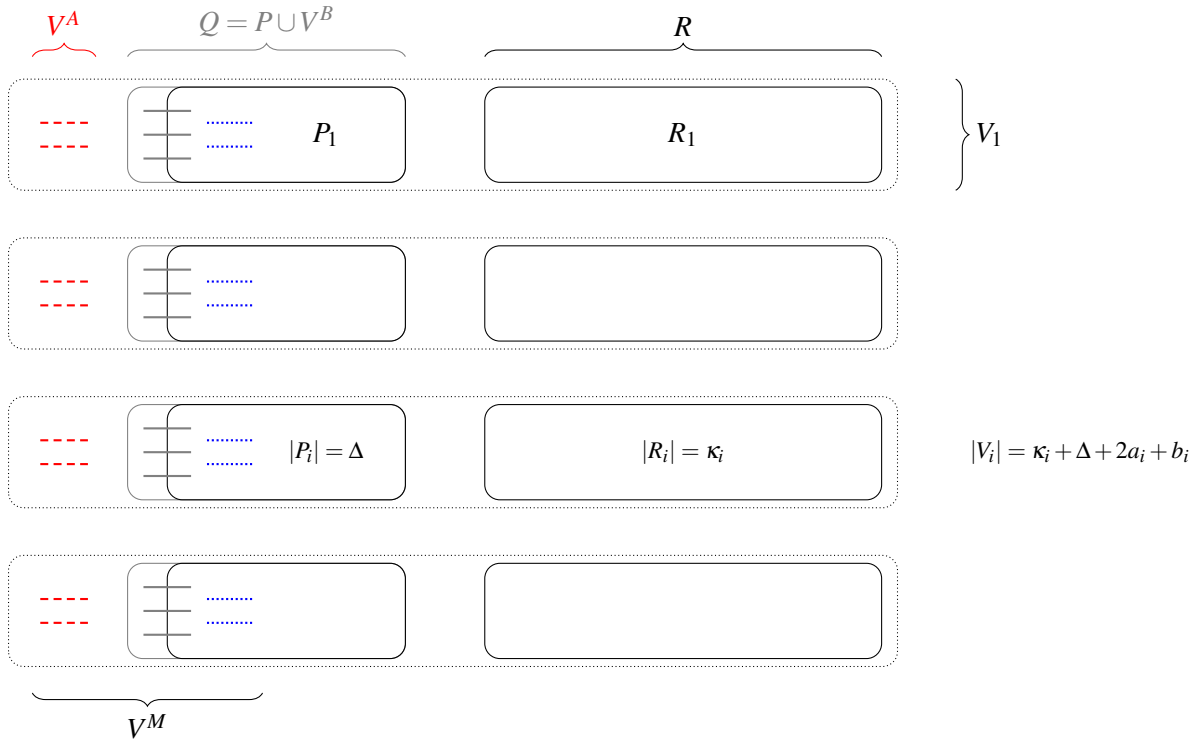 V^A Q = P ∪ V^B R
P_1 R_1 V_1
|P_i| = Δ |R_i| = κ_i |V_i| = κ_i + Δ + 2a_i + b_i
V^M